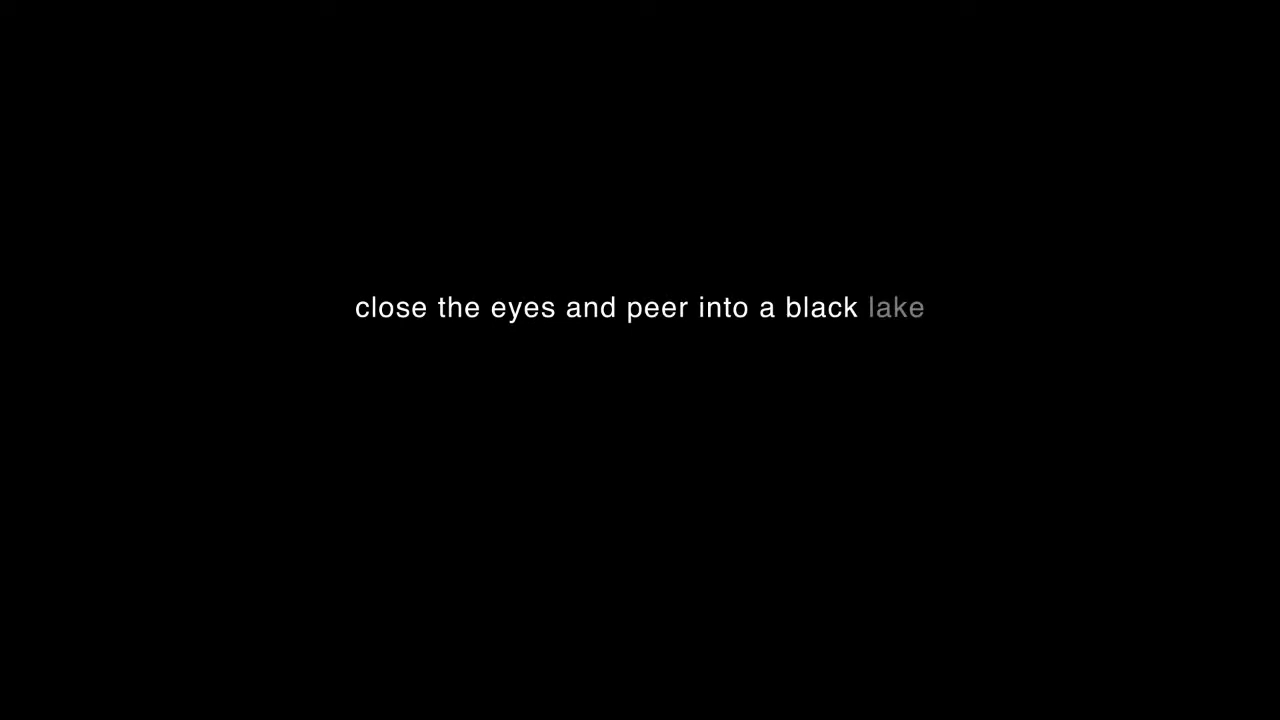 close the eyes and peer into a black lake